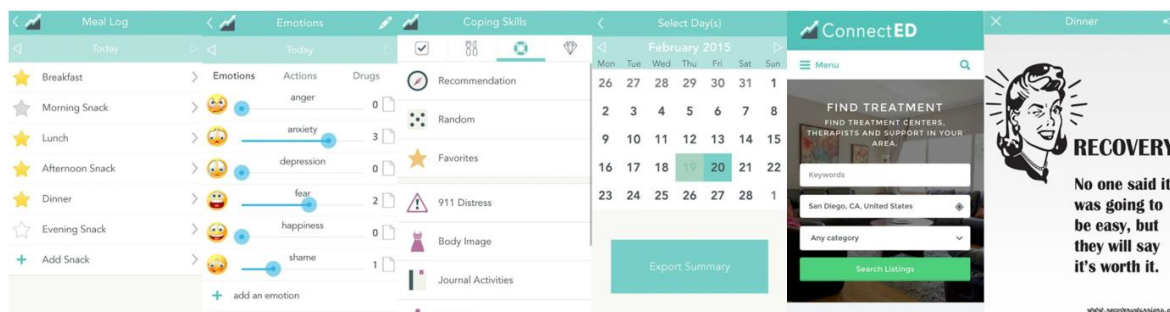 Meal Log
Today
Breakfast
Morning Snack
Lunch
Afternoon Snack
Dinner
Evening Snack
+ Add Snack
Emotions
Today
Emotions Actions Drugs
anger
0
anxiety
3
depression
0
fear
2
happiness
0
shame
1
+ add an emotion
Coping Skills
Recommendation
Random
Favorites
911 Distress
Body Image
Journal Activities
Select Day(s)
February 2015
Mon Tue Wed Thu Fri Sat Sun
26 27 28 29 30 31 1
2 3 4 5 6 7 8
9 10 11 12 13 14 15
16 17 18 19 20 21 22
23 24 25 26 27 28 1
Export Summary
ConnectED
Menu
FIND TREATMENT
FIND TREATMENT CENTERS,
THERAPISTS AND SUPPORT IN YOUR
AREA.
Keywords
San Diego, CA, United States
Any category
Search Listings
Dinner
RECOVERY
No one said it
was going to
be easy, but
they will say
it's worth it.